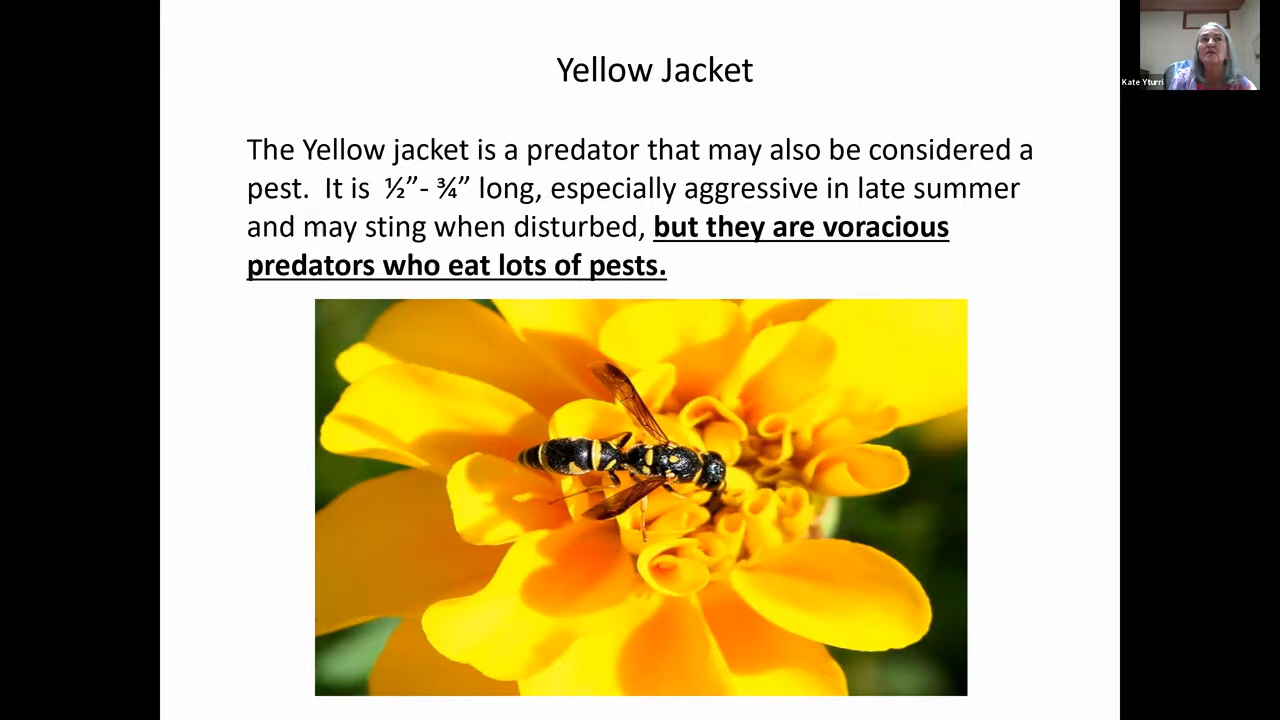 Yellow Jacket
Kate Yturri
The Yellow jacket is a predator that may also be considered a
pest.  It is  ½”- ¾” long, especially aggressive in late summer
and may sting when disturbed, but they are voracious
predators who eat lots of pests.